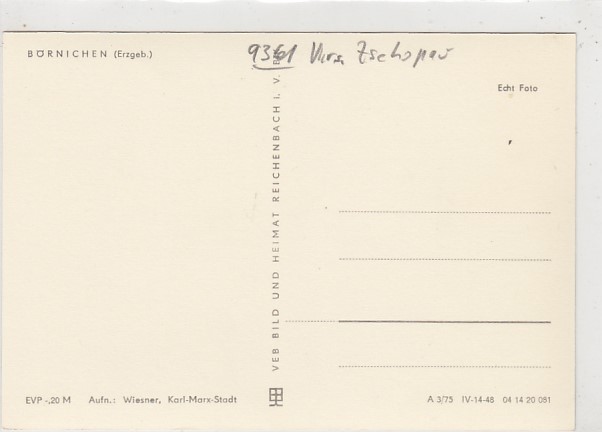 9361 Zschopau
BÖRNICHEN (Erzgeb.)
Echt Foto
VEB BILD UND HEIMAT REICHENBACH I. V.
EVP -,20 M Aufn.: Wiesner, Karl-Marx-Stadt
A 3/75 IV-14-48 04 14 20 081